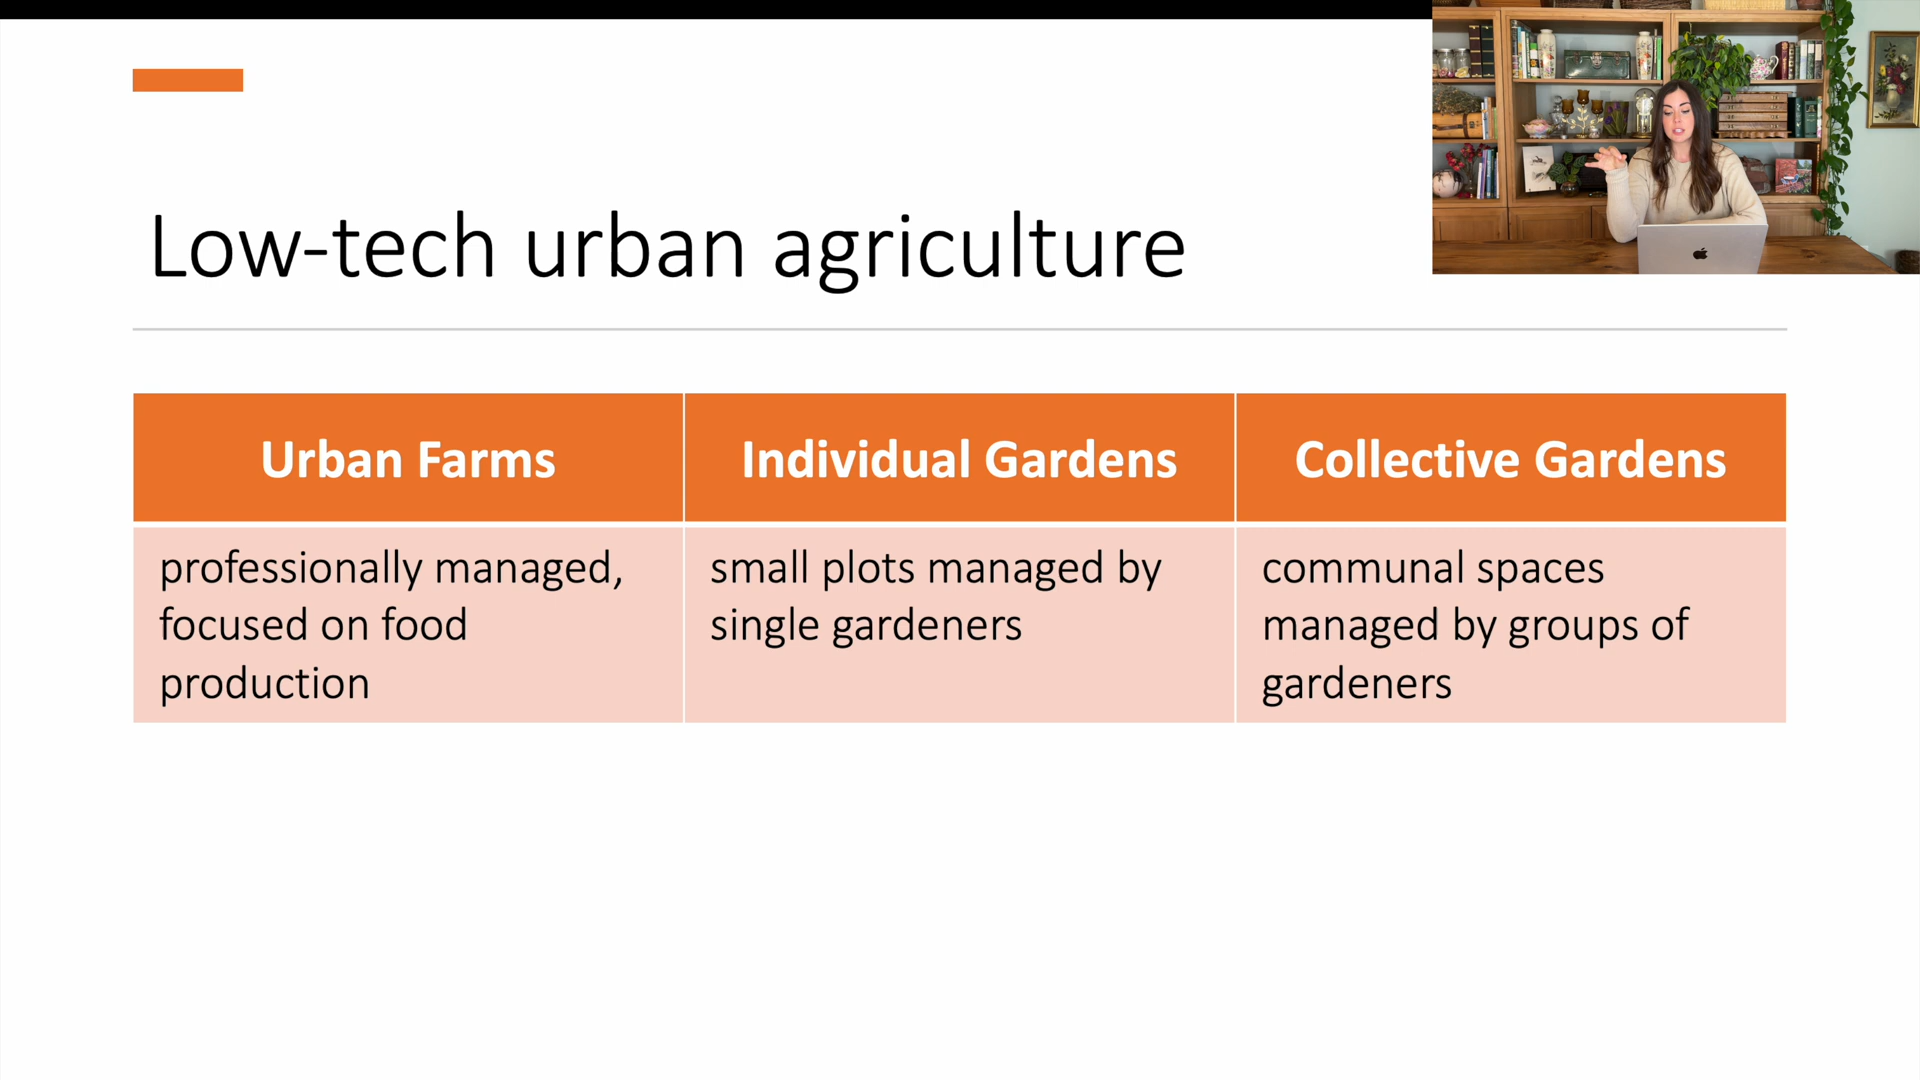 Low-tech urban agriculture
Urban Farms
Individual Gardens
Collective Gardens
professionally managed,
focused on food
production
small plots managed by
single gardeners
communal spaces
managed by groups of
gardeners